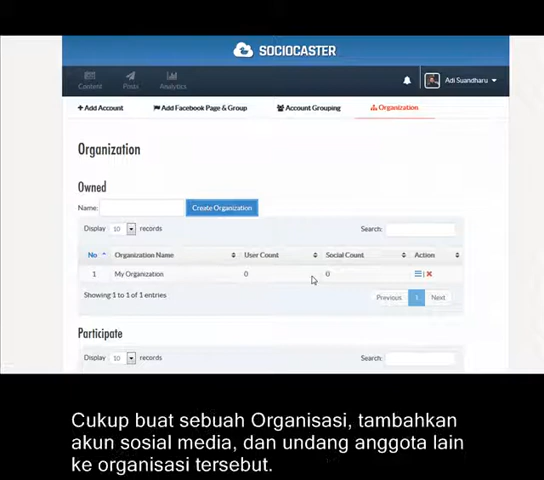 SOCIOCASTER
Content Posts Analytics Adi Suandharu
Add Account Add Facebook Page & Group Account Grouping Organization
Organization
Owned
Name: Create Organization
Display 10 records Search:
No Organization Name User Count Social Count Action
1 My Organization 0 0
Showing 1 to 1 of 1 entries
Previous 1 Next
Participate
Display 10 records Search:
Cukup buat sebuah Organisasi, tambahkan
akun sosial media, dan undang anggota lain
ke organisasi tersebut.